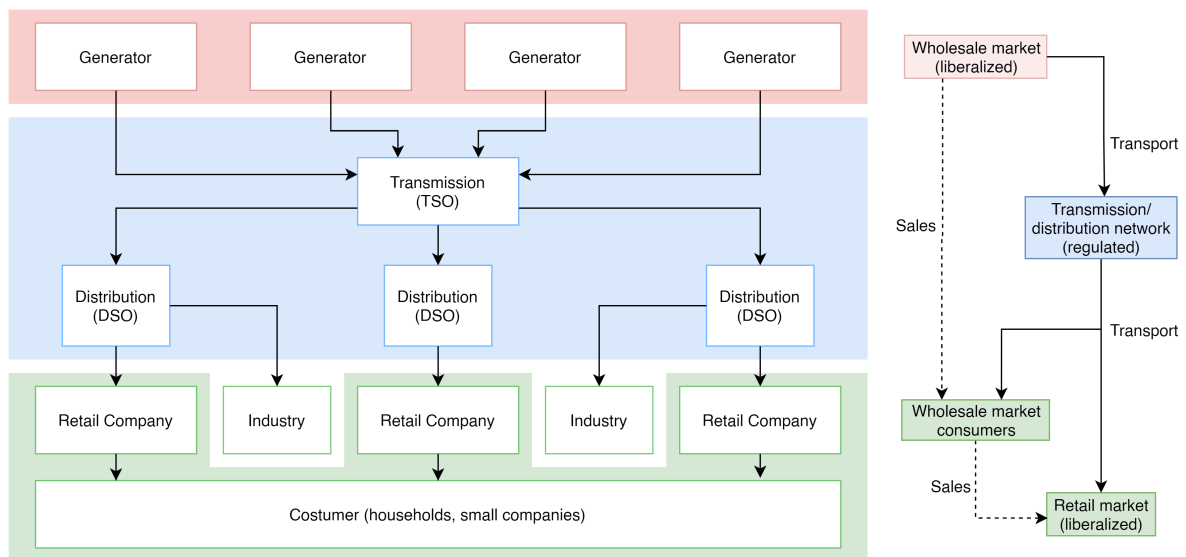 Generator
Generator
Generator
Generator
Transmission
(TSO)
Distribution
(DSO)
Distribution
(DSO)
Distribution
(DSO)
Retail Company
Industry
Retail Company
Industry
Retail Company
Costumer (households, small companies)
Wholesale market
(liberalized)
Transport
Transmission/
distribution network
(regulated)
Sales
Transport
Wholesale market
consumers
Sales
Retail market
(liberalized)